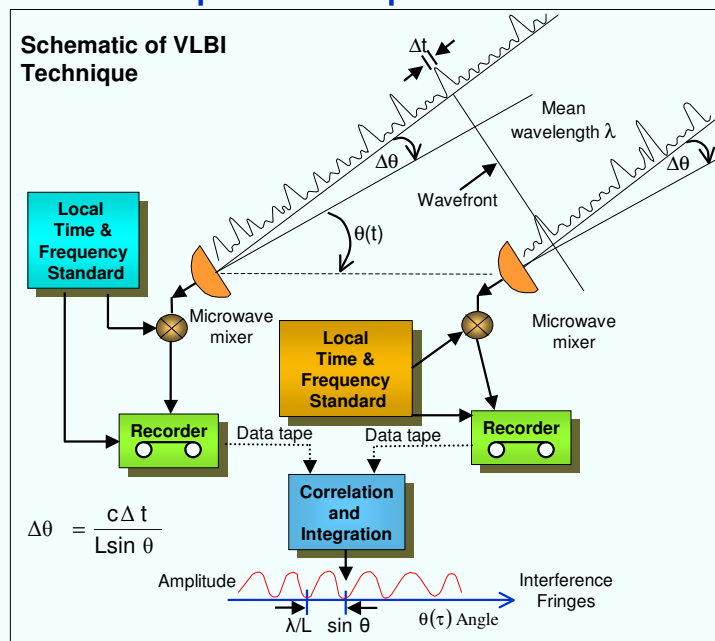 Schematic of VLBI
Technique
Δt
Mean
wavelength λ
Δθ
Δθ
Wavefront
θ(t)
Local
Time &
Frequency
Standard
Microwave
mixer
Microwave
mixer
Local
Time &
Frequency
Standard
Recorder
Data tape
Data tape
Recorder
Correlation
and
Integration
Δθ = cΔt
Lsin θ
Amplitude
Interference
Fringes
λ/L
sin θ
θ(τ) Angle